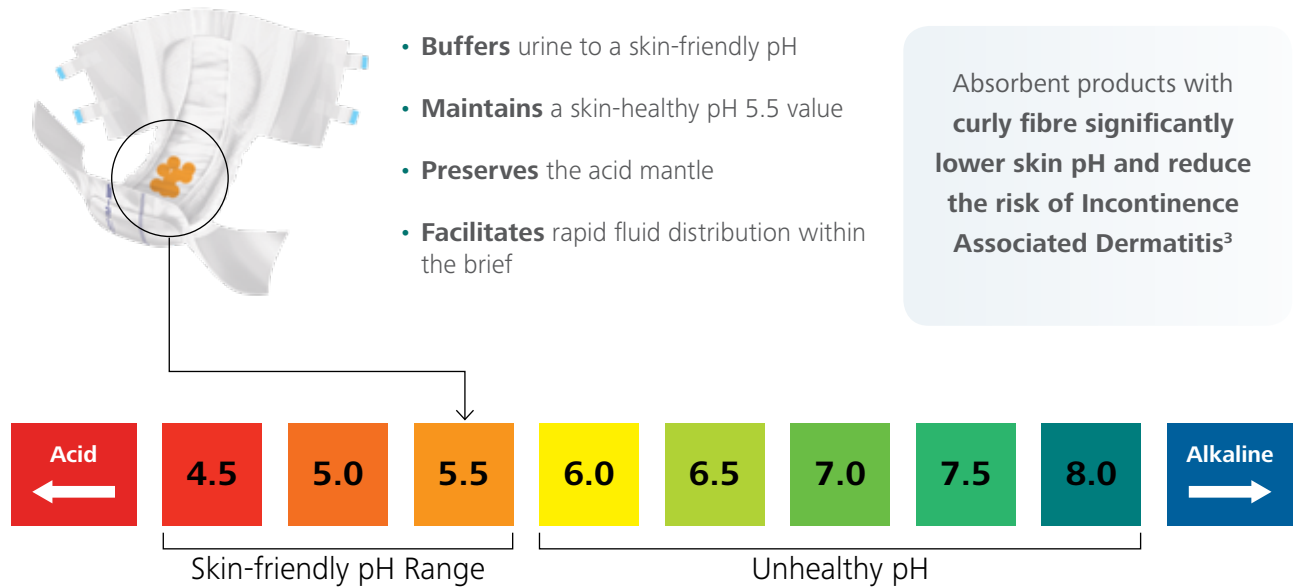 • Buffers urine to a skin-friendly pH
• Maintains a skin-healthy pH 5.5 value
• Preserves the acid mantle
• Facilitates rapid fluid distribution within
the brief
Absorbent products with
curly fibre significantly
lower skin pH and reduce
the risk of Incontinence
Associated Dermatitis³
Acid
4.5
5.0
5.5
6.0
6.5
7.0
7.5
8.0
Alkaline
Skin-friendly pH Range
Unhealthy pH